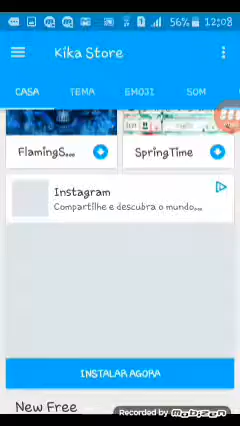 56% 12:08
Kika Store
CASA TEMA EMOJI SOM
FlamingS... SpringTime
Instagram
Compartilhe e descubra o mundo...
INSTALAR AGORA
New Free
Recorded by Mobizen